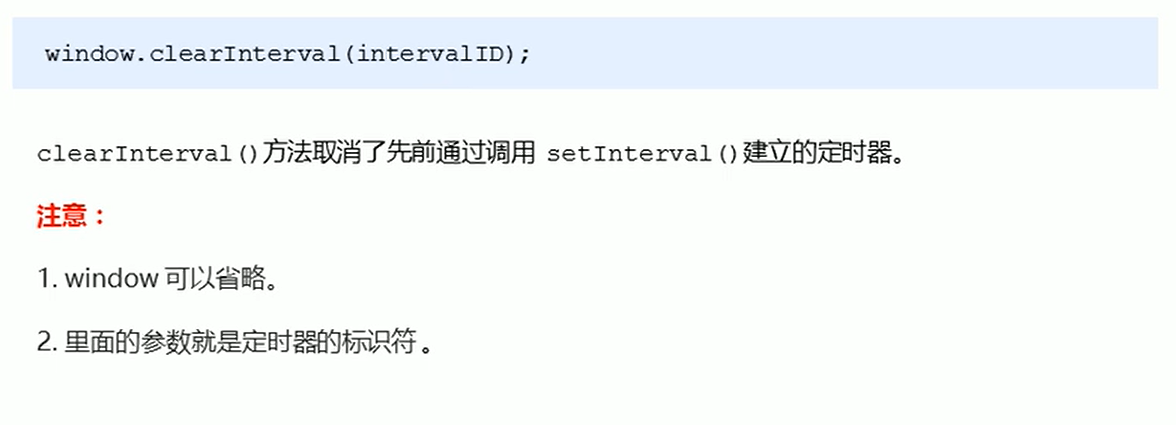 window.clearInterval(intervalID);
clearInterval()方法取消了先前通过调用 setInterval()建立的定时器。
注意：
1. window 可以省略。
2. 里面的参数就是定时器的标识符 。